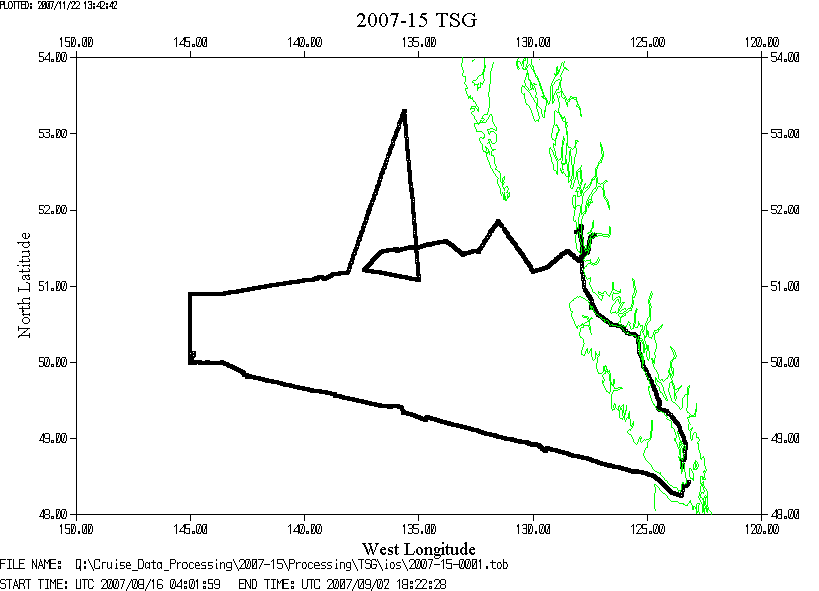 PLOTTED: 2007/11/22 13:42:42
2007-15 TSG
150.00 145.00 140.00 135.00 130.00 125.00 120.00
54.00 54.00
53.00 53.00
52.00 52.00
51.00 51.00
50.00 50.00
49.00 49.00
48.00 48.00
North Latitude
150.00 145.00 140.00 135.00 130.00 125.00 120.00
West Longitude
FILE NAME: Q:\Cruise_Data_Processing\2007-15\Processing\TSG\ios\2007-15-0001.tob
START TIME: UTC 2007/08/16 04:01:59 END TIME: UTC 2007/09/02 18:22:28